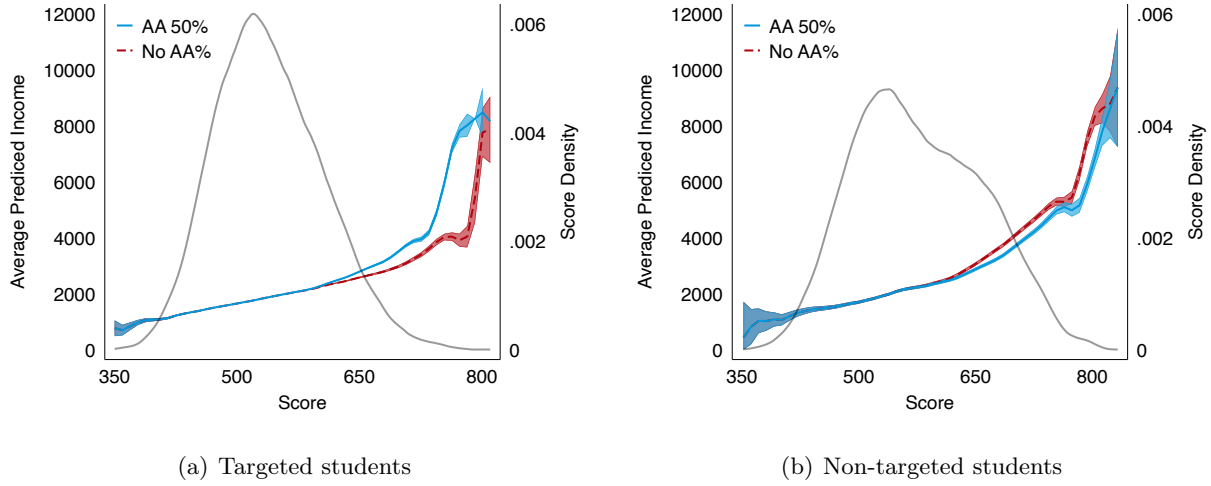 12000
10000
8000
6000
4000
2000
0
Average Prediced Income
AA 50%
No AA%
.006
.004
.002
0
Score Density
350
500
650
800
Score
(a) Targeted students
12000
10000
8000
6000
4000
2000
0
Average Prediced Income
AA 50%
No AA%
.006
.004
.002
0
Score Density
350
500
650
800
Score
(b) Non-targeted students